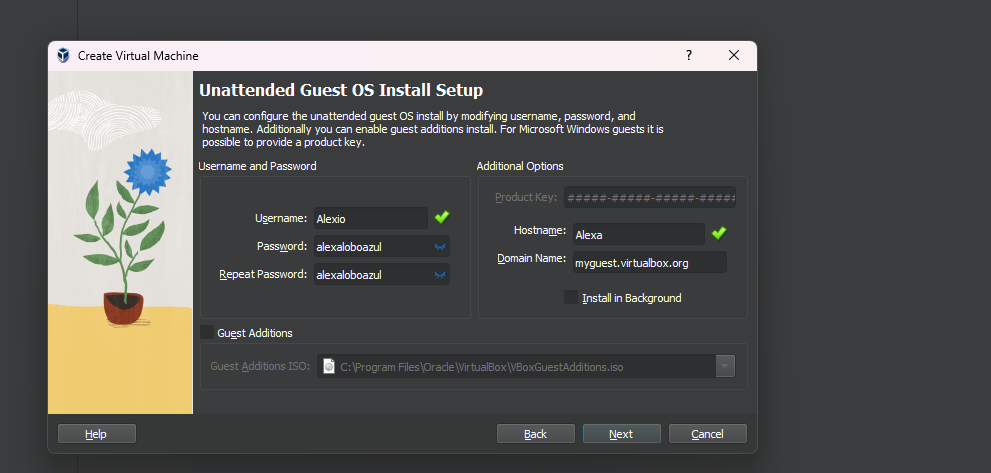 Create Virtual Machine
?
Unattended Guest OS Install Setup
You can configure the unattended guest OS install by modifying username, password, and
hostname. Additionally you can enable guest additions install. For Microsoft Windows guests it is
possible to provide a product key.
Username and Password
Username: Alexio
Password: alexaloboazul
Repeat Password: alexaloboazul
Additional Options
Product Key: #####-#####-#####-#####
Hostname: Alexa
Domain Name: myguest.virtualbox.org
Install in Background
Guest Additions
Guest Additions ISO: C:\Program Files\Oracle\VirtualBox\VBoxGuestAdditions.iso
Help
Back
Next
Cancel